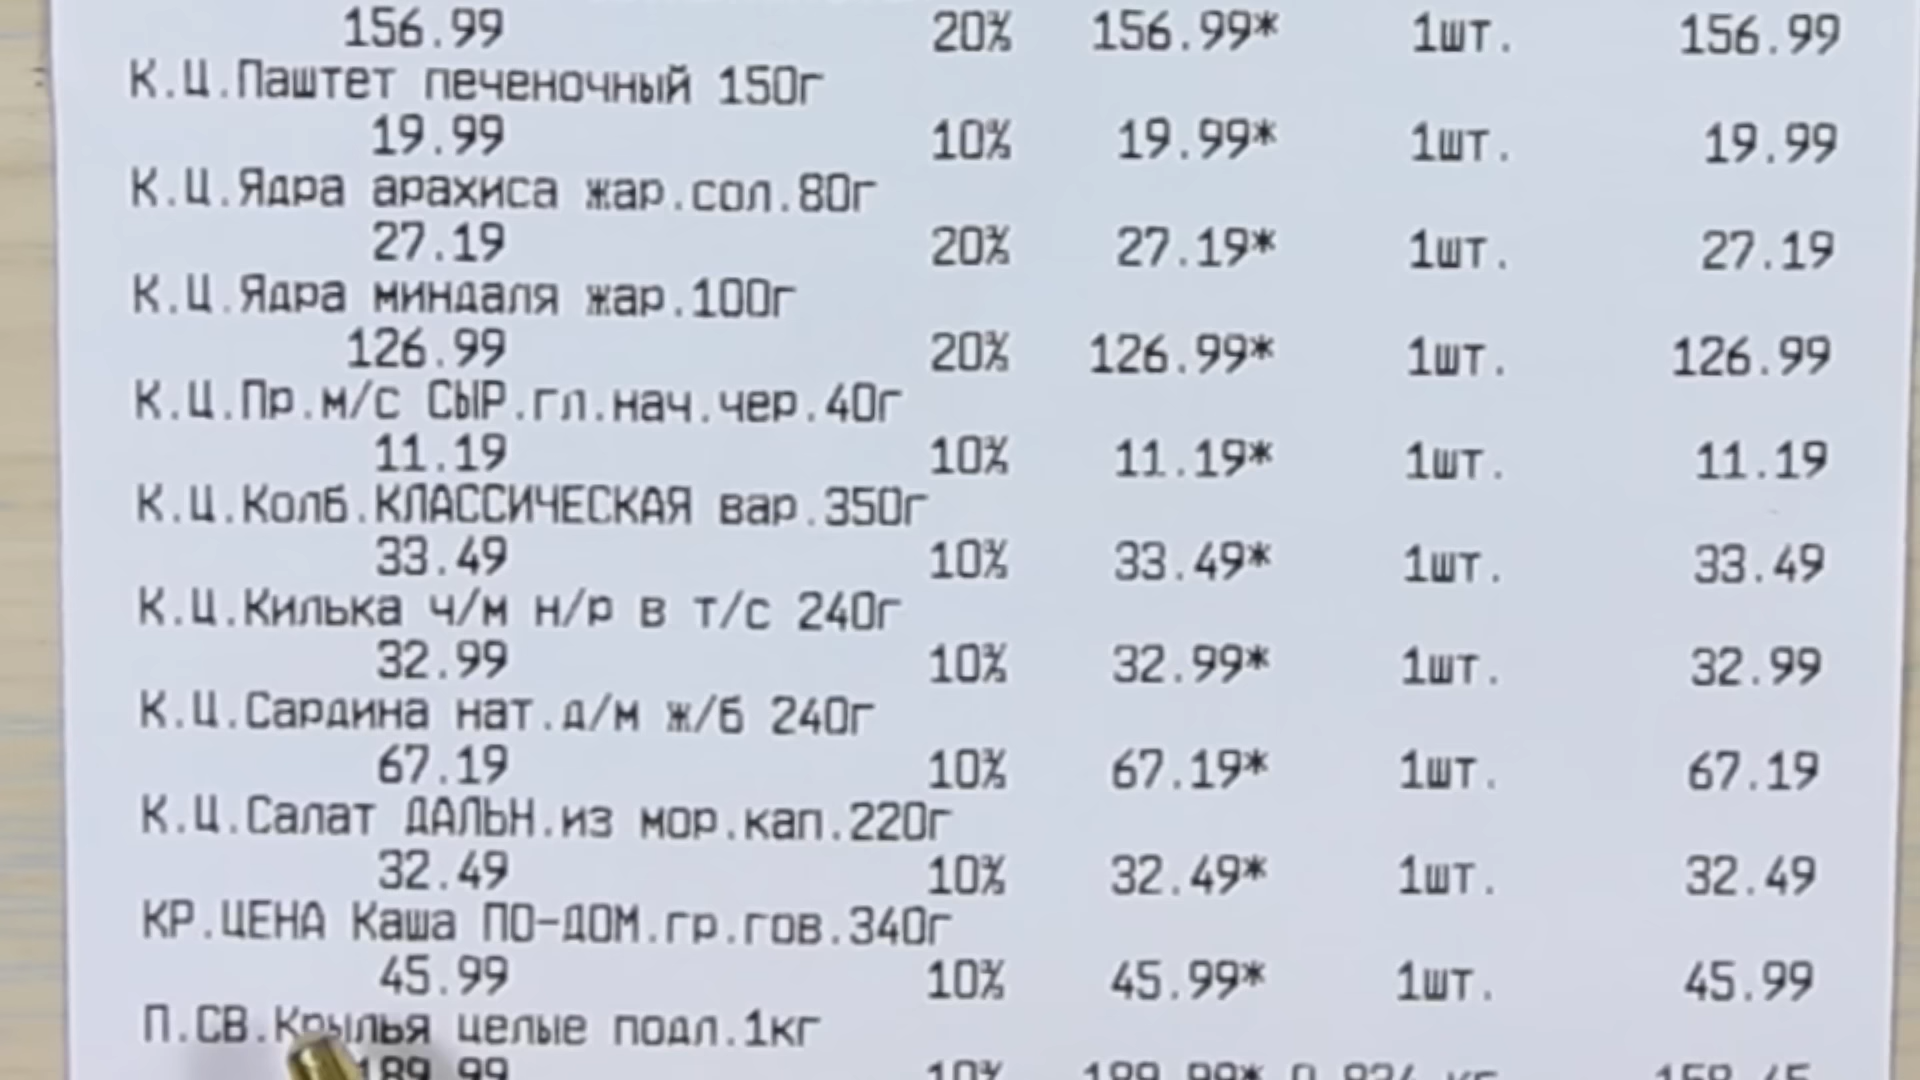 156.99 20% 156.99* 1шт. 156.99
К.Ц.Паштет печеночный 150г
19.99 10% 19.99* 1шт. 19.99
К.Ц.Ядра арахиса жар.сол.80г
27.19 20% 27.19* 1шт. 27.19
К.Ц.Ядра миндаля жар.100г
126.99 20% 126.99* 1шт. 126.99
К.Ц.Пр.м/с СЫР.гл.нач.чер.40г
11.19 10% 11.19* 1шт. 11.19
К.Ц.Колб.КЛАССИЧЕСКАЯ вар.350г
33.49 10% 33.49* 1шт. 33.49
К.Ц.Килька ч/м н/р в т/с 240г
32.99 10% 32.99* 1шт. 32.99
К.Ц.Сардина нат.д/м ж/б 240г
67.19 10% 67.19* 1шт. 67.19
К.Ц.Салат ДАЛЬН.из мор.кап.220г
32.49 10% 32.49* 1шт. 32.49
КР.ЦЕНА Каша ПО-ДОМ.гр.гов.340г
45.99 10% 45.99* 1шт. 45.99
П.СВ.Крылья целые подл.1кг
189.99 10% 189.99*